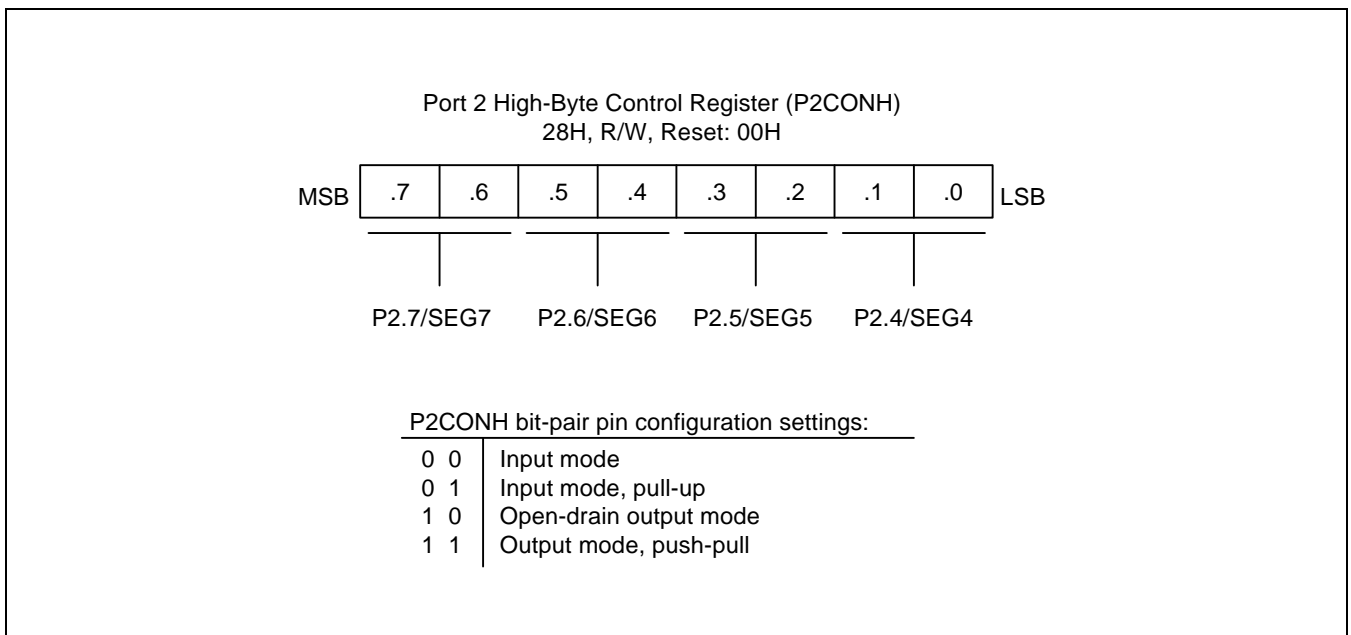 Port 2 High-Byte Control Register (P2CONH)
28H, R/W, Reset: 00H
MSB .7 .6 .5 .4 .3 .2 .1 .0 LSB
P2.7/SEG7 P2.6/SEG6 P2.5/SEG5 P2.4/SEG4
P2CONH bit-pair pin configuration settings:
0 0 Input mode
0 1 Input mode, pull-up
1 0 Open-drain output mode
1 1 Output mode, push-pull